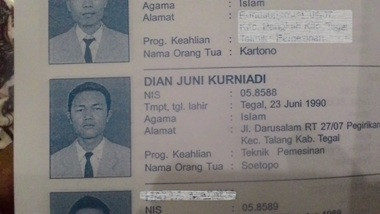 Agama : Islam
Alamat :
Prog. Keahlian :
Nama Orang Tua : Kartono
DIAN JUNI KURNIADI
NIS : 05.8588
Tmpt, tgl. lahir : Tegal, 23 Juni 1990
Agama : Islam
Alamat : Jl. Darusalam RT 27/07 Pegirikan
Kec. Talang Kab. Tegal
Prog. Keahlian : Teknik Pemesinan
Nama Orang Tua : Soetopo
NIS : 05.8589